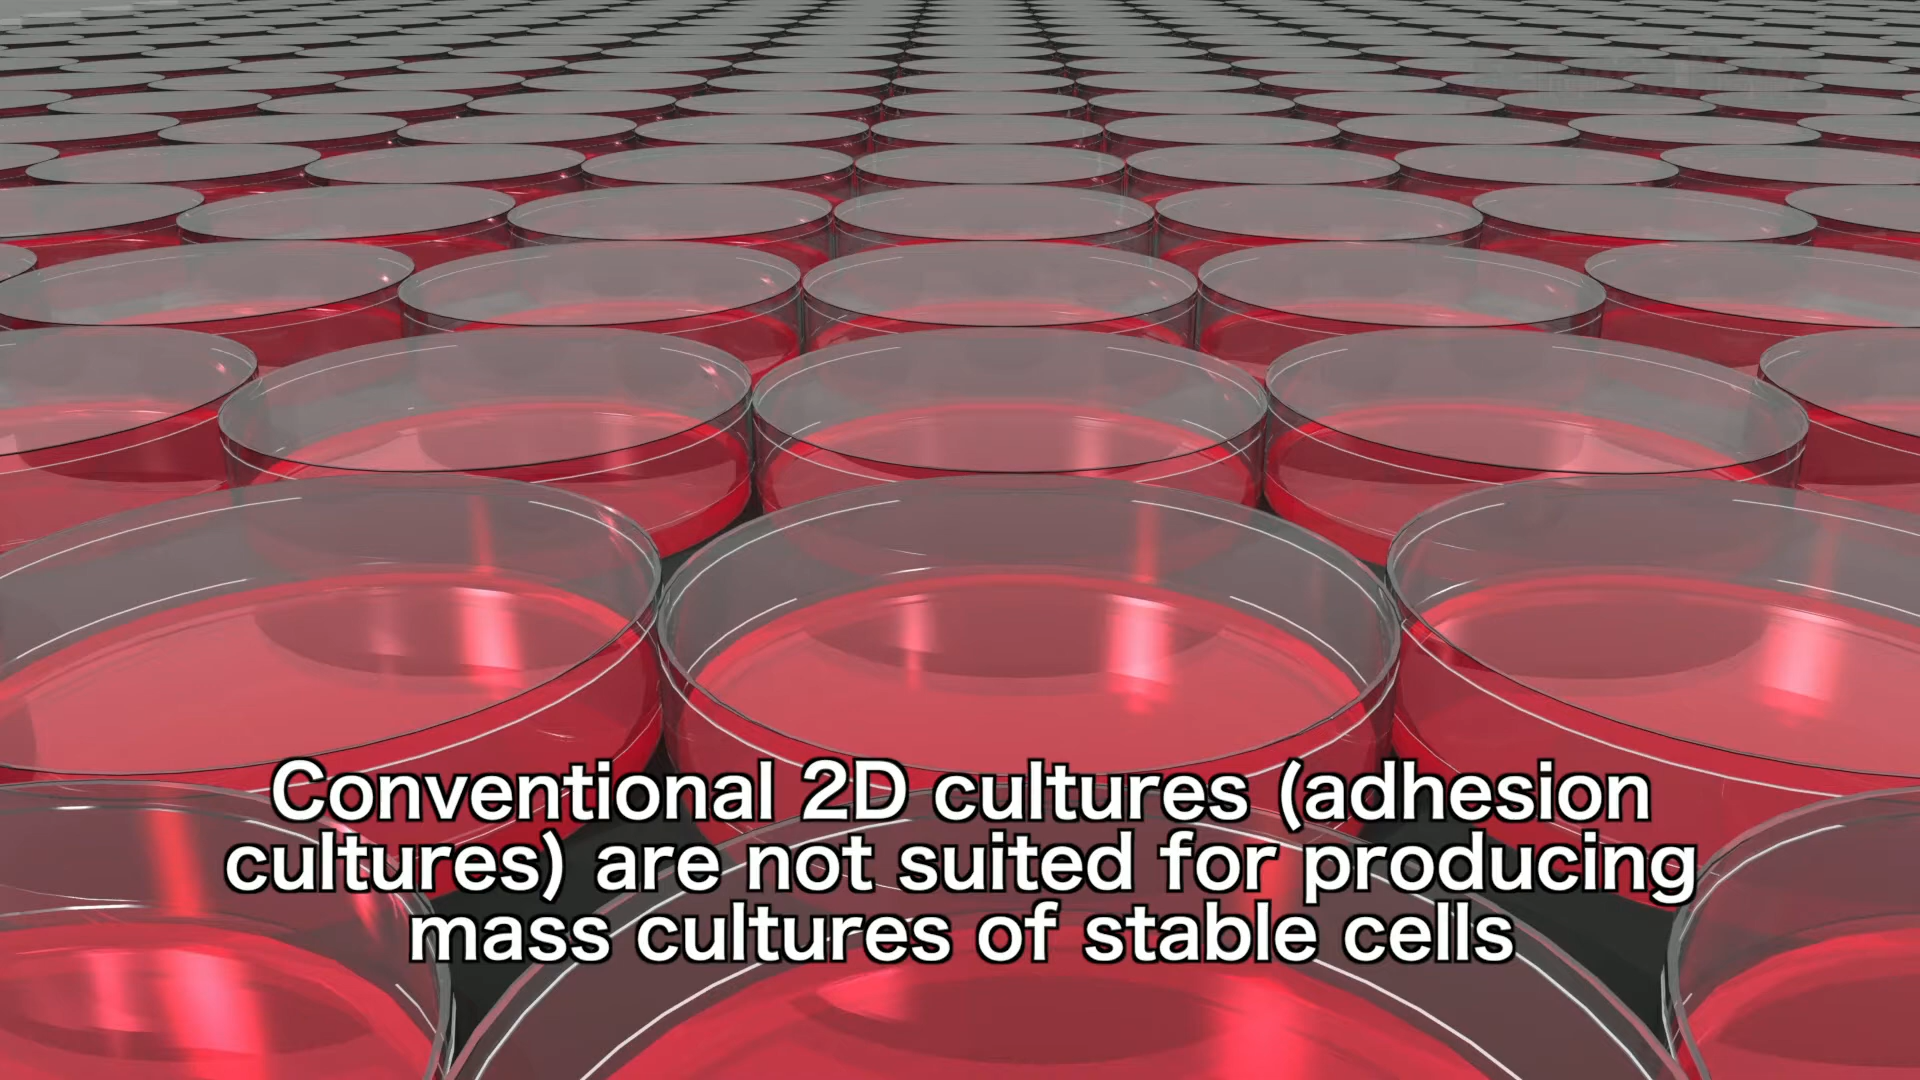 Conventional 2D cultures (adhesion
cultures) are not suited for producing
mass cultures of stable cells